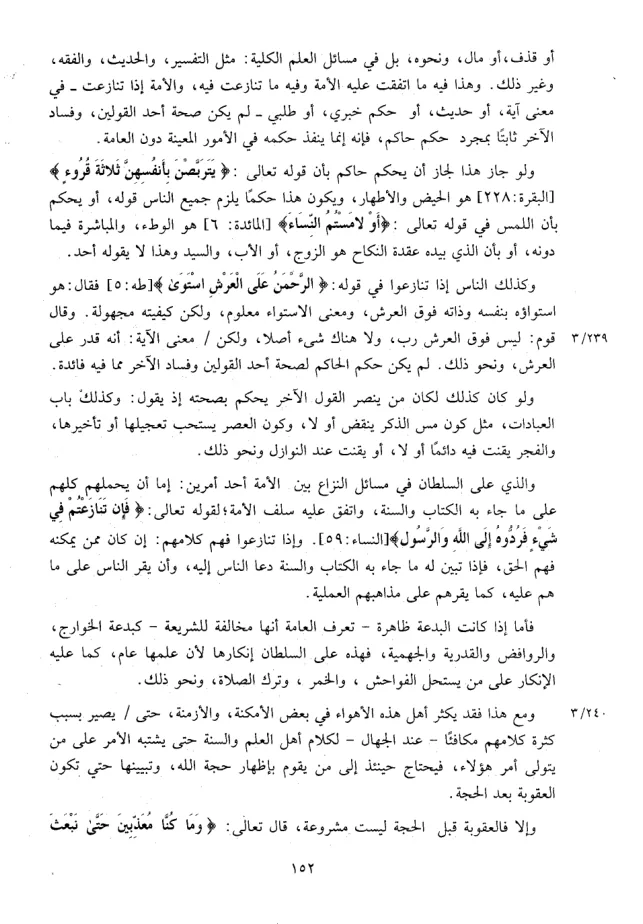 أو قذف،أو مال، ونحوه، بل في مسائل العلم الكلية: مثل التفسير، والحديث، والفقه،
وغير ذلك. وهذا فيه ما اتفقت عليه الأمة وفيه ما تنازعت فيه، والأمة إذا تنازعت ـ في
معنى آية، أو حديث، أو حكم خبري، أو طلبي ـ لم يكن صحة أحد القولين، وفساد
الآخر ثابتًا بمجرد حكم حاكم، فإنه إنما ينفذ حكمه في الأمور المعينة دون العامة.
ولو جاز هذا لجاز أن يحكم حاكم بأن قوله تعالى :﴿ يَتَرَبَّصْنَ بِأَنفُسِهِنَّ ثَلاثَةَ قُرُوءٍ ﴾
[البقرة:٢٢٨] هو الحيض والأطهار، ويكون هذا حكمًا يلزم جميع الناس قوله، أو يحكم
بأن اللمس في قوله تعالى :﴿أَوْ لامَسْتُمُ النِّسَاءَ﴾ [المائدة: ٦] هو الوطء، والمباشرة فيما
دونه، أو بأن الذي بيده عقدة النكاح هو الزوج، أو الأب، والسيد وهذا لا يقوله أحد.
وكذلك الناس إذا تنازعوا في قوله:﴿ الرَّحْمَنُ عَلَى الْعَرْشِ اسْتَوَىٰ ﴾[طه:٥] فقال:هو
استواؤه بنفسه وذاته فوق العرش، ومعنى الاستواء معلوم، ولكن كيفيته مجهولة. وقال
قوم: ليس فوق العرش رب، ولا هناك شىء أصلا، ولكن / معنى الآية: أنه قدر على ٣/٢٣٩
العرش، ونحو ذلك. لم يكن حكم الحاكم لصحة أحد القولين وفساد الآخر مما فيه فائدة.
ولو كان كذلك لكان من ينصر القول الآخر يحكم بصحته إذ يقول: وكذلك باب
العبادات، مثل كون مس الذكر ينقض أو لا، وكون العصر يستحب تعجيلها أو تأخيرها،
والفجر يقنت فيه دائمًا أو لا، أو يقنت عند النوازل ونحو ذلك.
والذي على السلطان في مسائل النزاع بين الأمة أحد أمرين: إما أن يحملهم كلهم
على ما جاء به الكتاب والسنة، واتفق عليه سلف الأمة؛لقوله تعالى:﴿ فَإِن تَنَازَعْتُمْ فِي
شَيْءٍ فَرُدُّوهُ إِلَى اللَّهِ وَالرَّسُولِ﴾[النساء:٥٩]. وإذا تنازعوا فهم كلامهم: إن كان ممن يمكنه
فهم الحق، فإذا تبين له ما جاء به الكتاب والسنة دعا الناس إليه، وأن يقر الناس على ما
هم عليه، كما يقرهم على مذاهبهم العملية.
فأما إذا كانت البدعة ظاهرة – تعرف العامة أنها مخالفة للشريعة – كبدعة الخوارج،
والروافض والقدرية والجهمية، فهذه على السلطان إنكارها لأن علمها عام، كما عليه
الإنكار على من يستحل الفواحش ، والخمر ، وترك الصلاة، ونحو ذلك.
ومع هذا فقد يكثر أهل هذه الأهواء في بعض الأمكنة، والأزمنة، حتى / يصير بسبب ٣/٢٤٠
كثرة كلامهم مكافئًا – عند الجهال – لكلام أهل العلم والسنة حتى يشتبه الأمر على من
يتولى أمر هؤلاء، فيحتاج حينئذ إلى من يقوم بإظهار حجة الله، وتبيينها حتي تكون
العقوبة بعد الحجة.
وإلا فالعقوبة قبل الحجة ليست مشروعة، قال تعالى: ﴿ وَمَا كُنَّا مُعَذِّبِينَ حَتَّىٰ نَبْعَثَ
١٥٢